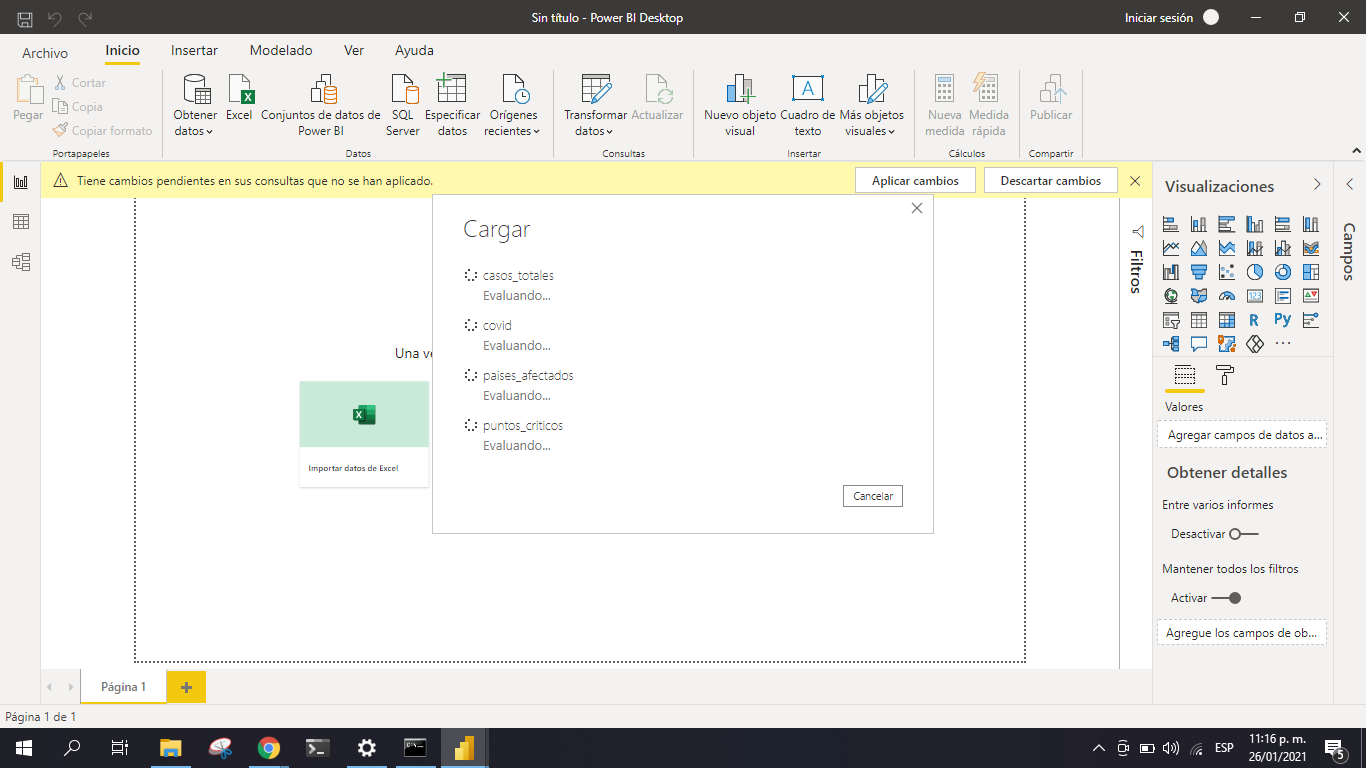 Sin título - Power BI Desktop
Iniciar sesión
Archivo
Inicio
Insertar
Modelado
Ver
Ayuda
Pegar
Cortar
Copia
Copiar formato
Portapapeles
Obtener
datos
Excel
Conjuntos de datos de
Power BI
SQL
Server
Especificar
datos
Orígenes
recientes
Datos
Transformar
datos
Actualizar
Consultas
Nuevo objeto
visual
A
Cuadro de
texto
Más objetos
visuales
Insertar
Nueva
medida
Medida
rápida
Cálculos
Publicar
Compartir
Tiene cambios pendientes en sus consultas que no se han aplicado.
Aplicar cambios
Descartar cambios
Cargar
casos_totales
Evaluando...
covid
Evaluando...
paises_afectados
Evaluando...
puntos_criticos
Evaluando...
Cancelar
Una ve
X
Importar datos de Excel
Filtros
Visualizaciones
123
R
Py
Valores
Agregar campos de datos a...
Obtener detalles
Entre varios informes
Desactivar
Mantener todos los filtros
Activar
Agregue los campos de ob...
Campos
Página 1
Página 1 de 1
ESP
11:16 p. m.
26/01/2021
5